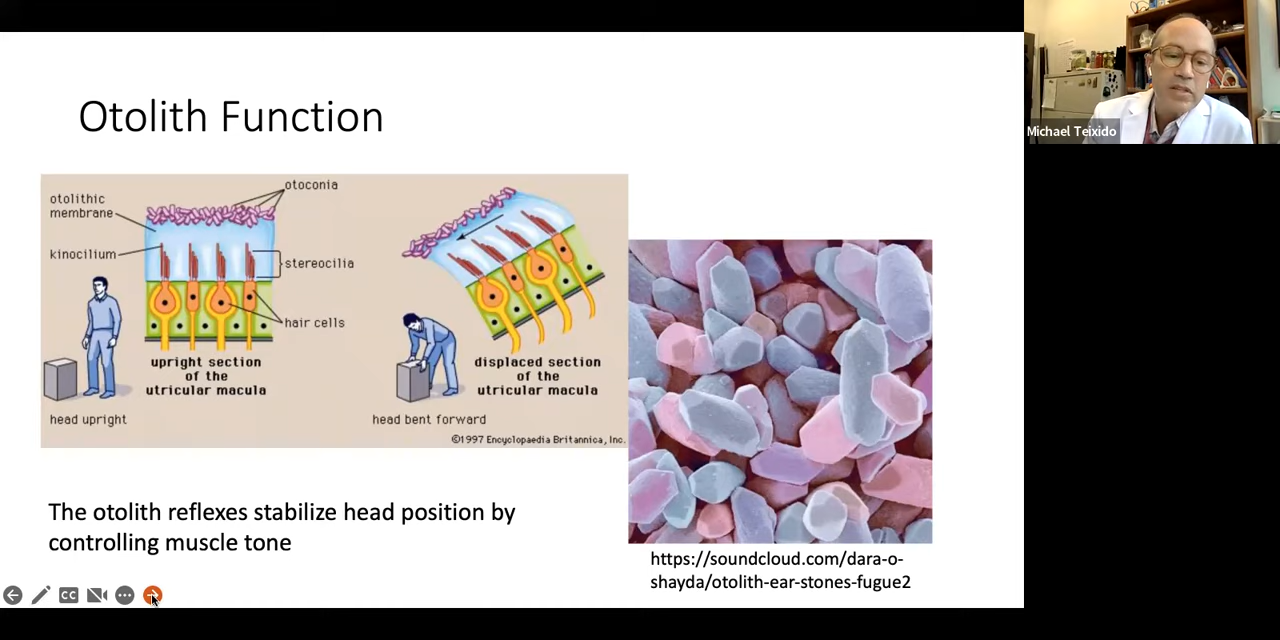 Otolith Function
otoconia
otolithic
membrane
kinocilium
stereocilia
hair cells
upright section
of the
utricular macula
head upright
displaced section
of the
utricular macula
head bent forward
©1997 Encyclopaedia Britannica, Inc.
The otolith reflexes stabilize head position by
controlling muscle tone
https://soundcloud.com/dara-o-
shayda/otolith-ear-stones-fugue2
CC
Michael Teixido